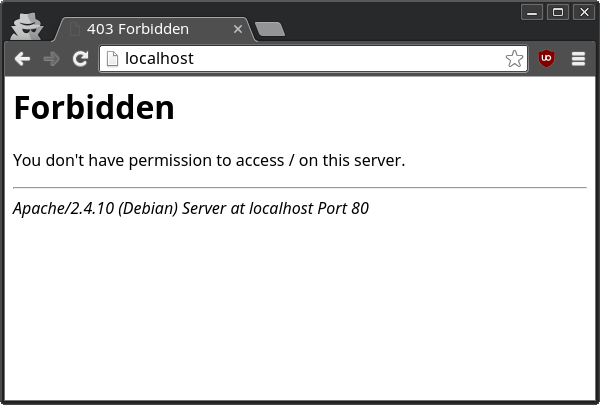 403 Forbidden
localhost
Forbidden
You don't have permission to access / on this server.
Apache/2.4.10 (Debian) Server at localhost Port 80